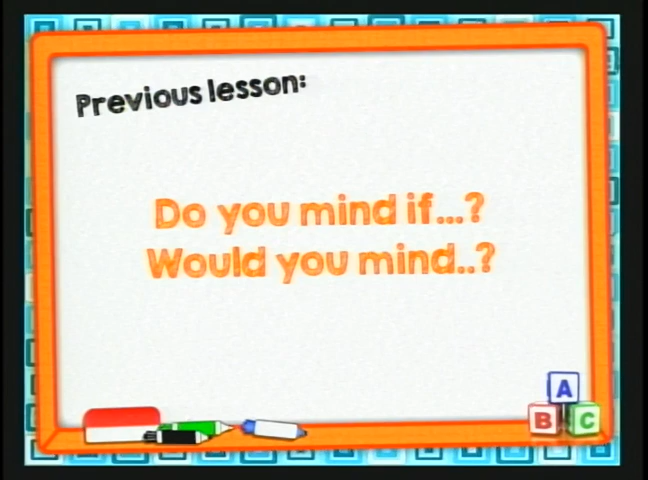 Previous lesson:
Do you mind if...?
Would you mind..?
A
B C